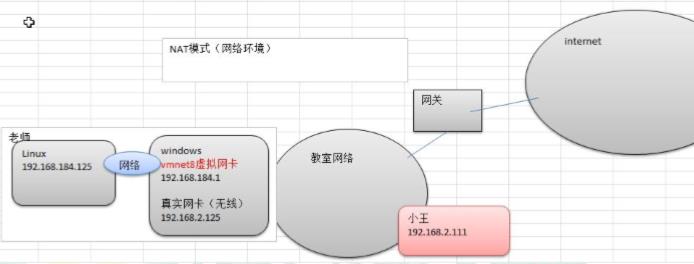 NAT模式（网络环境）
internet
网关
老师
Linux
192.168.184.125
网络
windows
vmnet8虚拟网卡
192.168.184.1
真实网卡（无线）
192.168.2.125
教室网络
小王
192.168.2.111